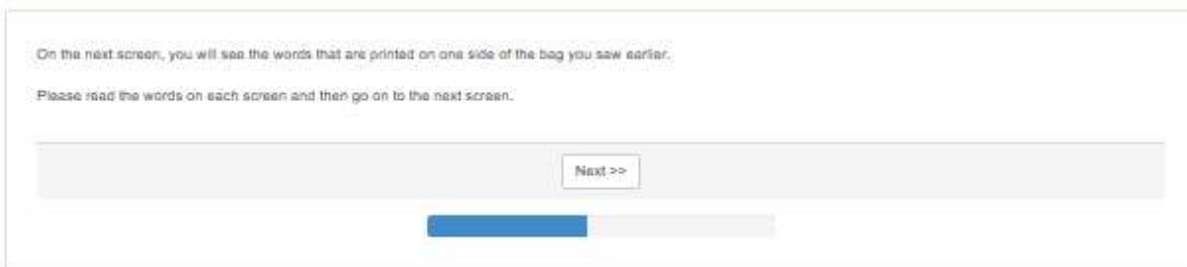 On the next screen, you will see the words that are printed on one side of the bag you saw earlier.
Please read the words on each screen and then go on to the next screen.
Next >>